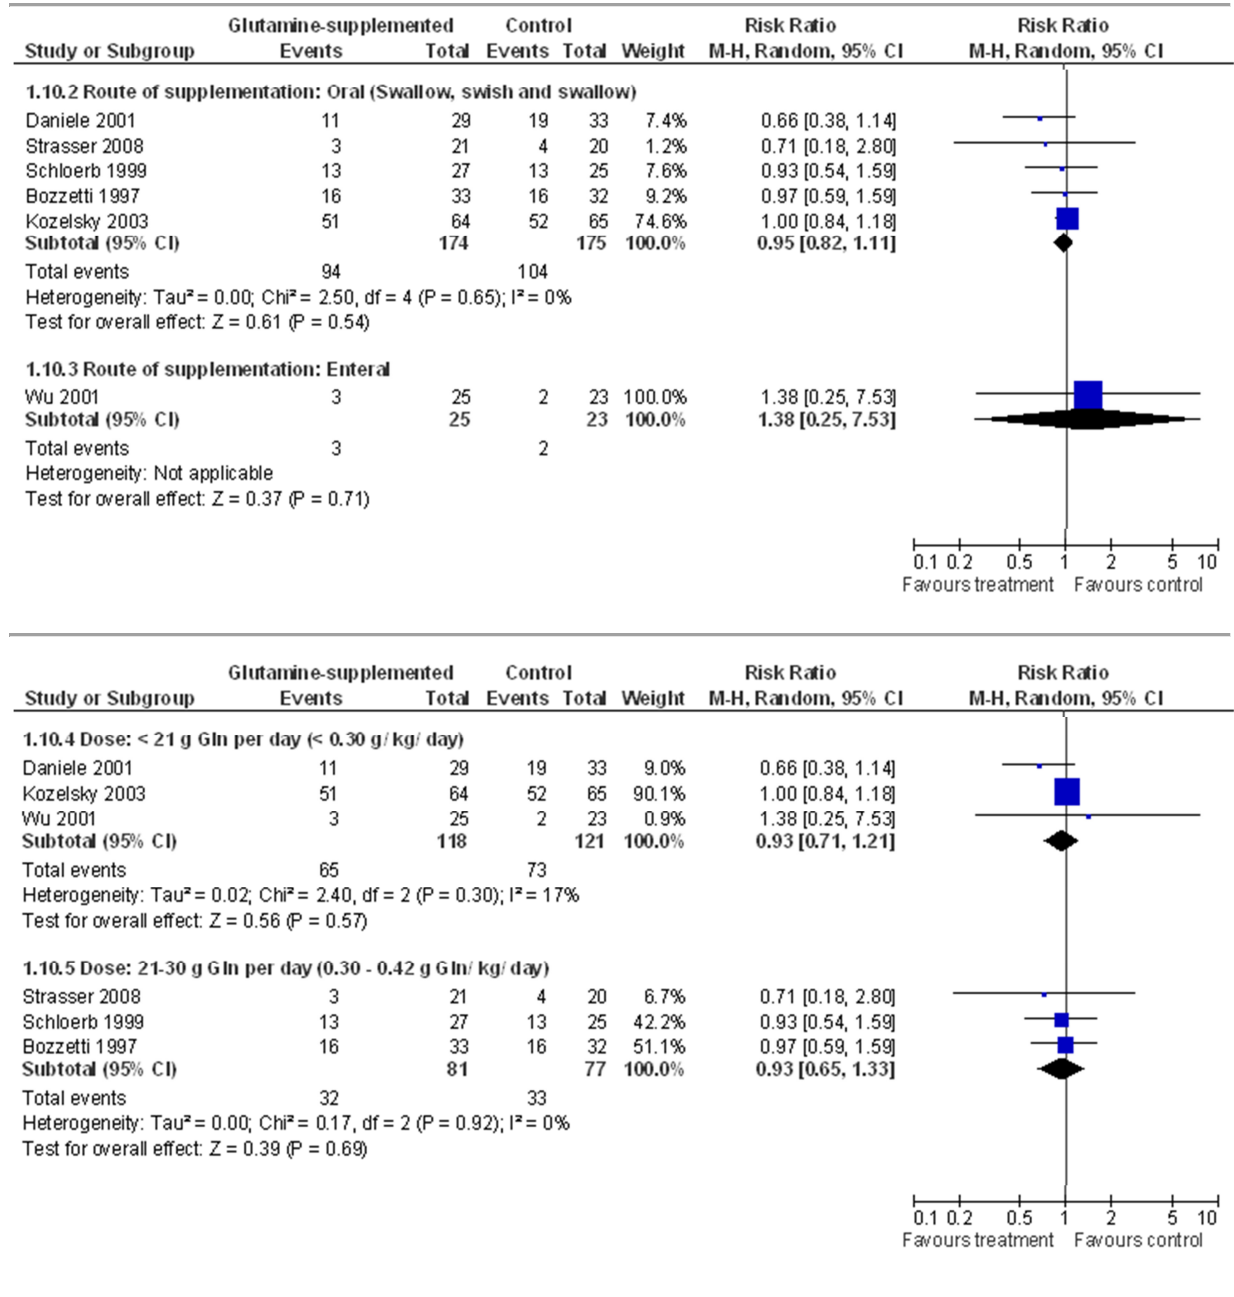 Glutamine-supplemented Control Risk Ratio Risk Ratio
Study or Subgroup Events Total Events Total Weight M-H, Random, 95% CI M-H, Random, 95% CI
1.10.2 Route of supplementation: Oral (Swallow, swish and swallow)
Daniele 2001 11 29 19 33 7.4% 0.66 [0.38, 1.14]
Strasser 2008 3 21 4 20 1.2% 0.71 [0.18, 2.80]
Schloerb 1999 13 27 13 25 7.6% 0.93 [0.54, 1.59]
Bozzetti 1997 16 33 16 32 9.2% 0.97 [0.59, 1.59]
Kozelsky 2003 51 64 52 65 74.6% 1.00 [0.84, 1.18]
Subtotal (95% CI) 174 175 100.0% 0.95 [0.82, 1.11]
Total events 94 104
Heterogeneity: Tau² = 0.00; Chi² = 2.50, df = 4 (P = 0.65); I² = 0%
Test for overall effect: Z = 0.61 (P = 0.54)
1.10.3 Route of supplementation: Enteral
Wu 2001 3 25 2 23 100.0% 1.38 [0.25, 7.53]
Subtotal (95% CI) 25 23 100.0% 1.38 [0.25, 7.53]
Total events 3 2
Heterogeneity: Not applicable
Test for overall effect: Z = 0.37 (P = 0.71)
0.1 0.2 0.5 1 2 5 10
Favours treatment Favours control
Glutamine-supplemented Control Risk Ratio Risk Ratio
Study or Subgroup Events Total Events Total Weight M-H, Random, 95% CI M-H, Random, 95% CI
1.10.4 Dose: < 21 g Gln per day (< 0.30 g/ kg/ day)
Daniele 2001 11 29 19 33 9.0% 0.66 [0.38, 1.14]
Kozelsky 2003 51 64 52 65 90.1% 1.00 [0.84, 1.18]
Wu 2001 3 25 2 23 0.9% 1.38 [0.25, 7.53]
Subtotal (95% CI) 118 121 100.0% 0.93 [0.71, 1.21]
Total events 65 73
Heterogeneity: Tau² = 0.02; Chi² = 2.40, df = 2 (P = 0.30); I² = 17%
Test for overall effect: Z = 0.56 (P = 0.57)
1.10.5 Dose: 21-30 g Gln per day (0.30 - 0.42 g Gln/ kg/ day)
Strasser 2008 3 21 4 20 6.7% 0.71 [0.18, 2.80]
Schloerb 1999 13 27 13 25 42.2% 0.93 [0.54, 1.59]
Bozzetti 1997 16 33 16 32 51.1% 0.97 [0.59, 1.59]
Subtotal (95% CI) 81 77 100.0% 0.93 [0.65, 1.33]
Total events 32 33
Heterogeneity: Tau² = 0.00; Chi² = 0.17, df = 2 (P = 0.92); I² = 0%
Test for overall effect: Z = 0.39 (P = 0.69)
0.1 0.2 0.5 1 2 5 10
Favours treatment Favours control